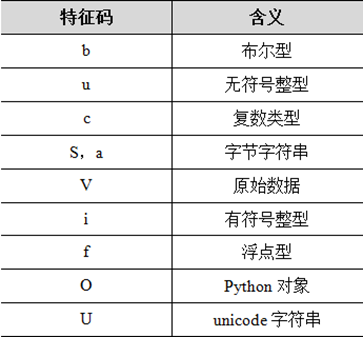 特征码 含义
b 布尔型
u 无符号整型
c 复数类型
S，a 字节字符串
V 原始数据
i 有符号整型
f 浮点型
O Python 对象
U unicode 字符串